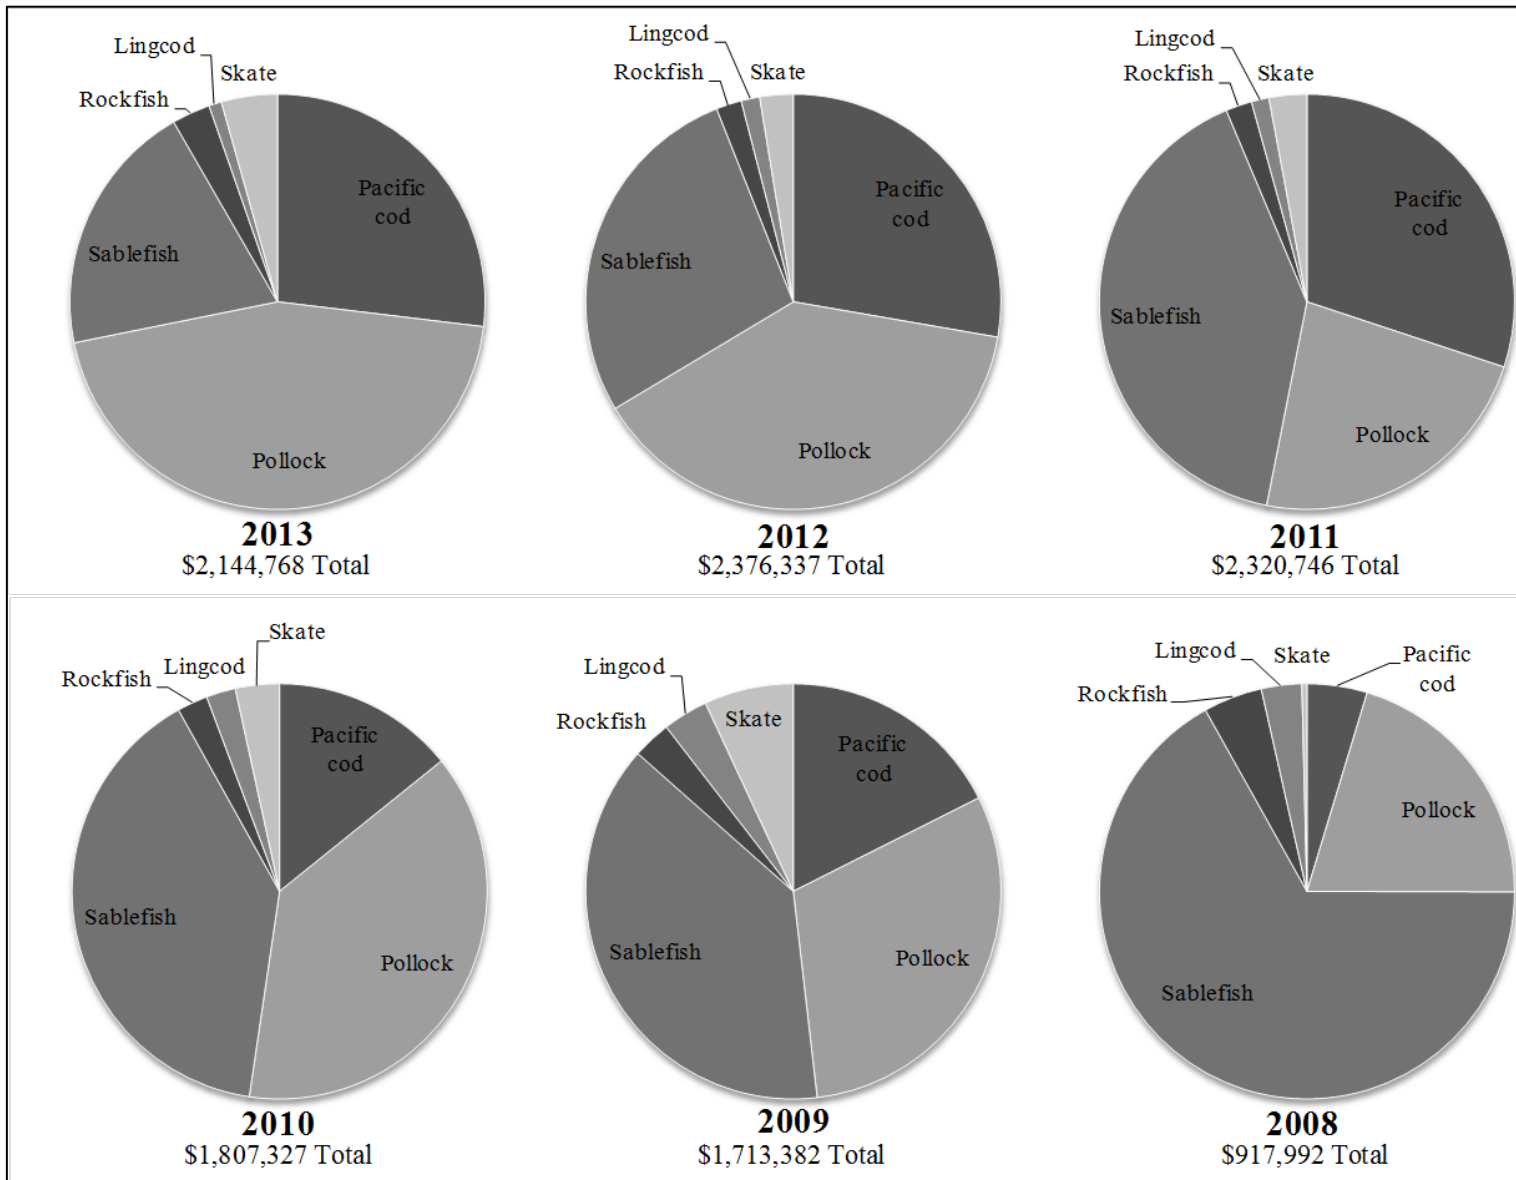 Lingcod
Skate
Rockfish
Pacific
cod
Sablefish
Pollock
2013
$2,144,768 Total
Lingcod
Rockfish
Skate
Pacific
cod
Sablefish
Pollock
2012
$2,376,337 Total
Lingcod
Rockfish
Skate
Pacific
cod
Sablefish
Pollock
2011
$2,320,746 Total
Skate
Lingcod
Rockfish
Pacific
cod
Sablefish
Pollock
2010
$1,807,327 Total
Lingcod
Rockfish
Skate
Pacific
cod
Sablefish
Pollock
2009
$1,713,382 Total
Lingcod
Skate
Pacific
cod
Rockfish
Pollock
Sablefish
2008
$917,992 Total